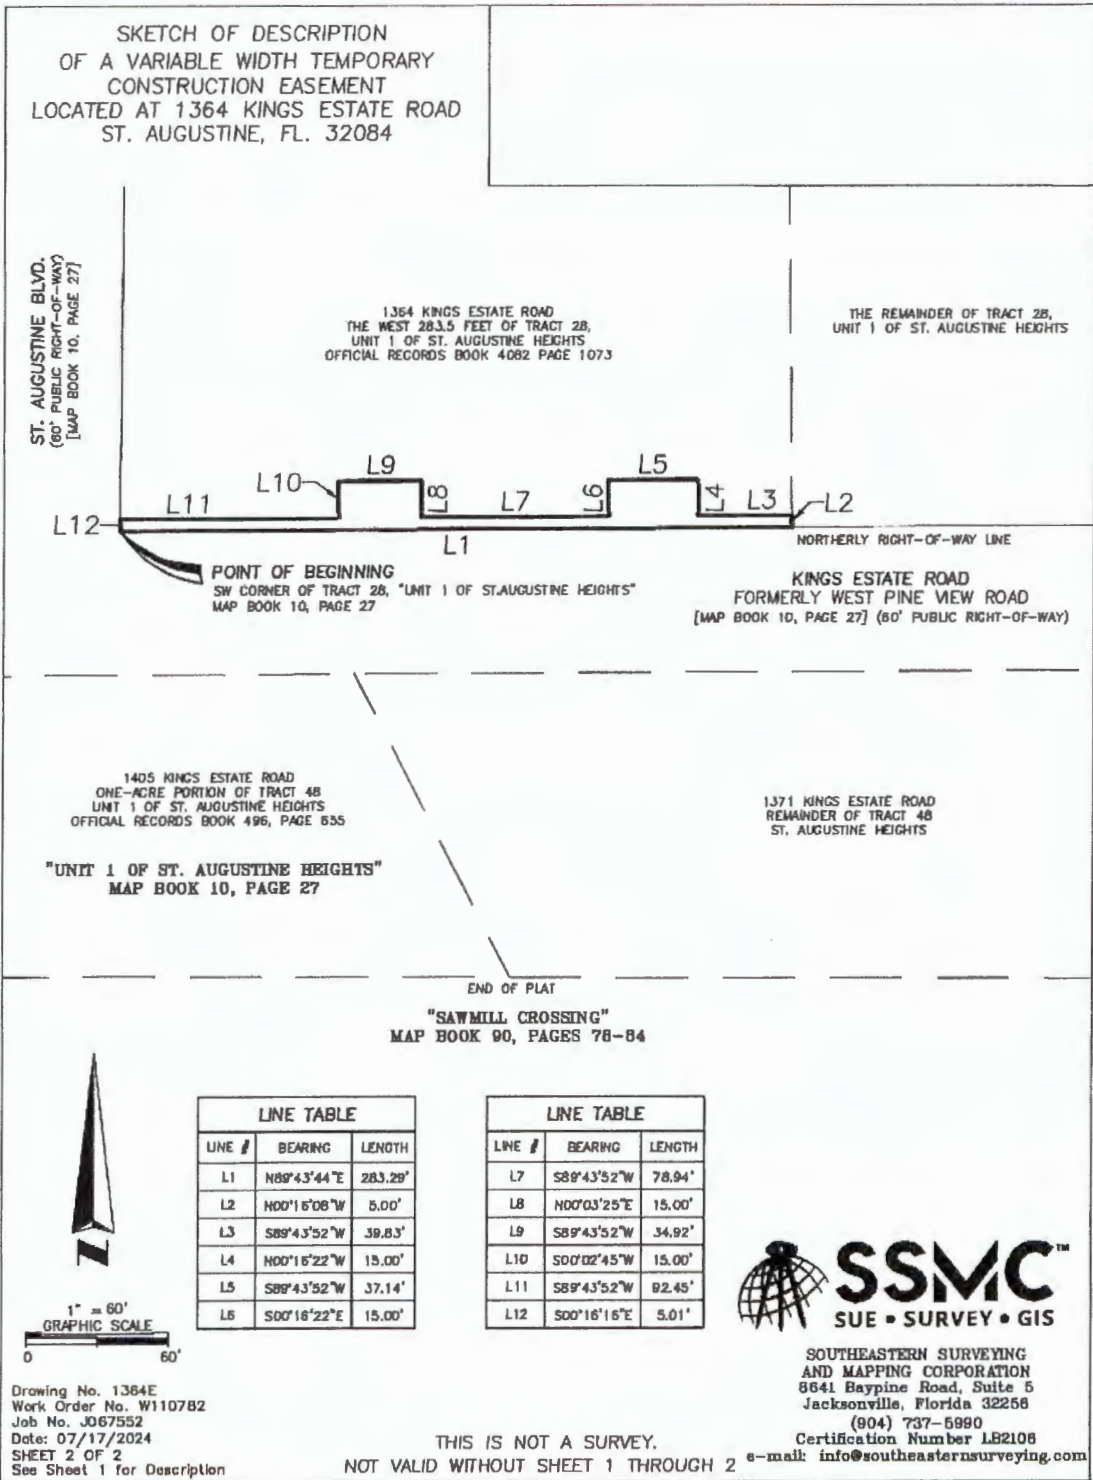 SKETCH OF DESCRIPTION
OF A VARIABLE WIDTH TEMPORARY
CONSTRUCTION EASEMENT
LOCATED AT 1364 KINGS ESTATE ROAD
ST. AUGUSTINE, FL. 32084
ST. AUGUSTINE BLVD.
(60' PUBLIC RIGHT-OF-WAY)
[MAP BOOK 10, PAGE 27]
1364 KINGS ESTATE ROAD
THE WEST 283.5 FEET OF TRACT 28,
UNIT 1 OF ST. AUGUSTINE HEIGHTS
OFFICIAL RECORDS BOOK 4082 PAGE 1073
THE REMAINDER OF TRACT 28,
UNIT 1 OF ST. AUGUSTINE HEIGHTS
L12
L11
L10
L9
L8
L7
L6
L5
L4
L3
L2
L1
NORTHERLY RIGHT-OF-WAY LINE
POINT OF BEGINNING
SW CORNER OF TRACT 28, "UNIT 1 OF ST.AUGUSTINE HEIGHTS"
MAP BOOK 10, PAGE 27
KINGS ESTATE ROAD
FORMERLY WEST PINE VIEW ROAD
[MAP BOOK 10, PAGE 27] (60' PUBLIC RIGHT-OF-WAY)
1405 KINGS ESTATE ROAD
ONE-ACRE PORTION OF TRACT 48
UNIT 1 OF ST. AUGUSTINE HEIGHTS
OFFICIAL RECORDS BOOK 496, PAGE 655
"UNIT 1 OF ST. AUGUSTINE HEIGHTS"
MAP BOOK 10, PAGE 27
1371 KINGS ESTATE ROAD
REMAINDER OF TRACT 48
ST. AUGUSTINE HEIGHTS
END OF PLAT
"SAWMILL CROSSING"
MAP BOOK 90, PAGES 78-84
N
1" = 60'
GRAPHIC SCALE
0 60'
LINE TABLE
LINE # BEARING LENGTH
L1 N89°43'44"E 283.29'
L2 N00°16'08"W 5.00'
L3 S89°43'52"W 39.83'
L4 N00°16'22"W 15.00'
L5 S89°43'52"W 37.14'
L6 S00°16'22"E 15.00'
LINE TABLE
LINE # BEARING LENGTH
L7 S89°43'52"W 78.94'
L8 N00°03'25"E 15.00'
L9 S89°43'52"W 34.92'
L10 S00°02'45"W 15.00'
L11 S89°43'52"W 92.45'
L12 S00°16'16"E 5.01'
SSMC™
SUE • SURVEY • GIS
SOUTHEASTERN SURVEYING
AND MAPPING CORPORATION
8641 Baypine Road, Suite 5
Jacksonville, Florida 32256
(904) 737-5990
Certification Number LB2108
e-mail: info@southeasternsurveying.com
Drawing No. 1364E
Work Order No. W110782
Job No. J067552
Date: 07/17/2024
SHEET 2 OF 2
See Sheet 1 for Description
THIS IS NOT A SURVEY.
NOT VALID WITHOUT SHEET 1 THROUGH 2